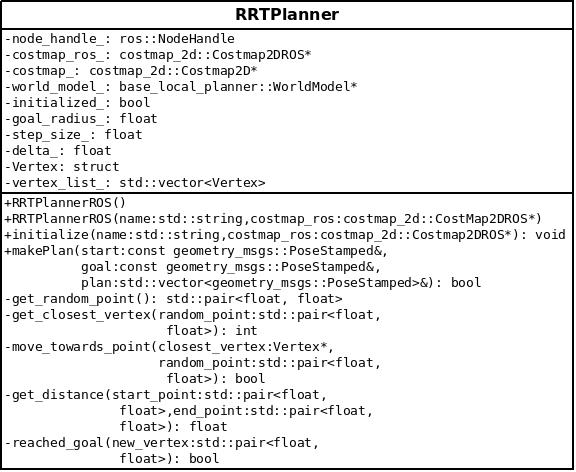 RRTPlanner
-node_handle_: ros::NodeHandle
-costmap_ros_: costmap_2d::Costmap2DROS*
-costmap_: costmap_2d::Costmap2D*
-world_model_: base_local_planner::WorldModel*
-initialized_: bool
-goal_radius_: float
-step_size_: float
-delta_: float
-Vertex: struct
-vertex_list_: std::vector<Vertex>
+RRTPlannerROS()
+RRTPlannerROS(name:std::string,costmap_ros:costmap_2d::CostMap2DROS*)
+initialize(name:std::string,costmap_ros:costmap_2d::Costmap2DROS*): void
+makePlan(start:const geometry_msgs::PoseStamped&,
goal:const geometry_msgs::PoseStamped&,
plan:std::vector<geometry_msgs::PoseStamped>&): bool
-get_random_point(): std::pair<float, float>
-get_closest_vertex(random_point:std::pair<float,
float>): int
-move_towards_point(closest_vertex:Vertex*,
random_point:std::pair<float,
float>): bool
-get_distance(start_point:std::pair<float,
float>,end_point:std::pair<float,
float>): float
-reached_goal(new_vertex:std::pair<float,
float>): bool